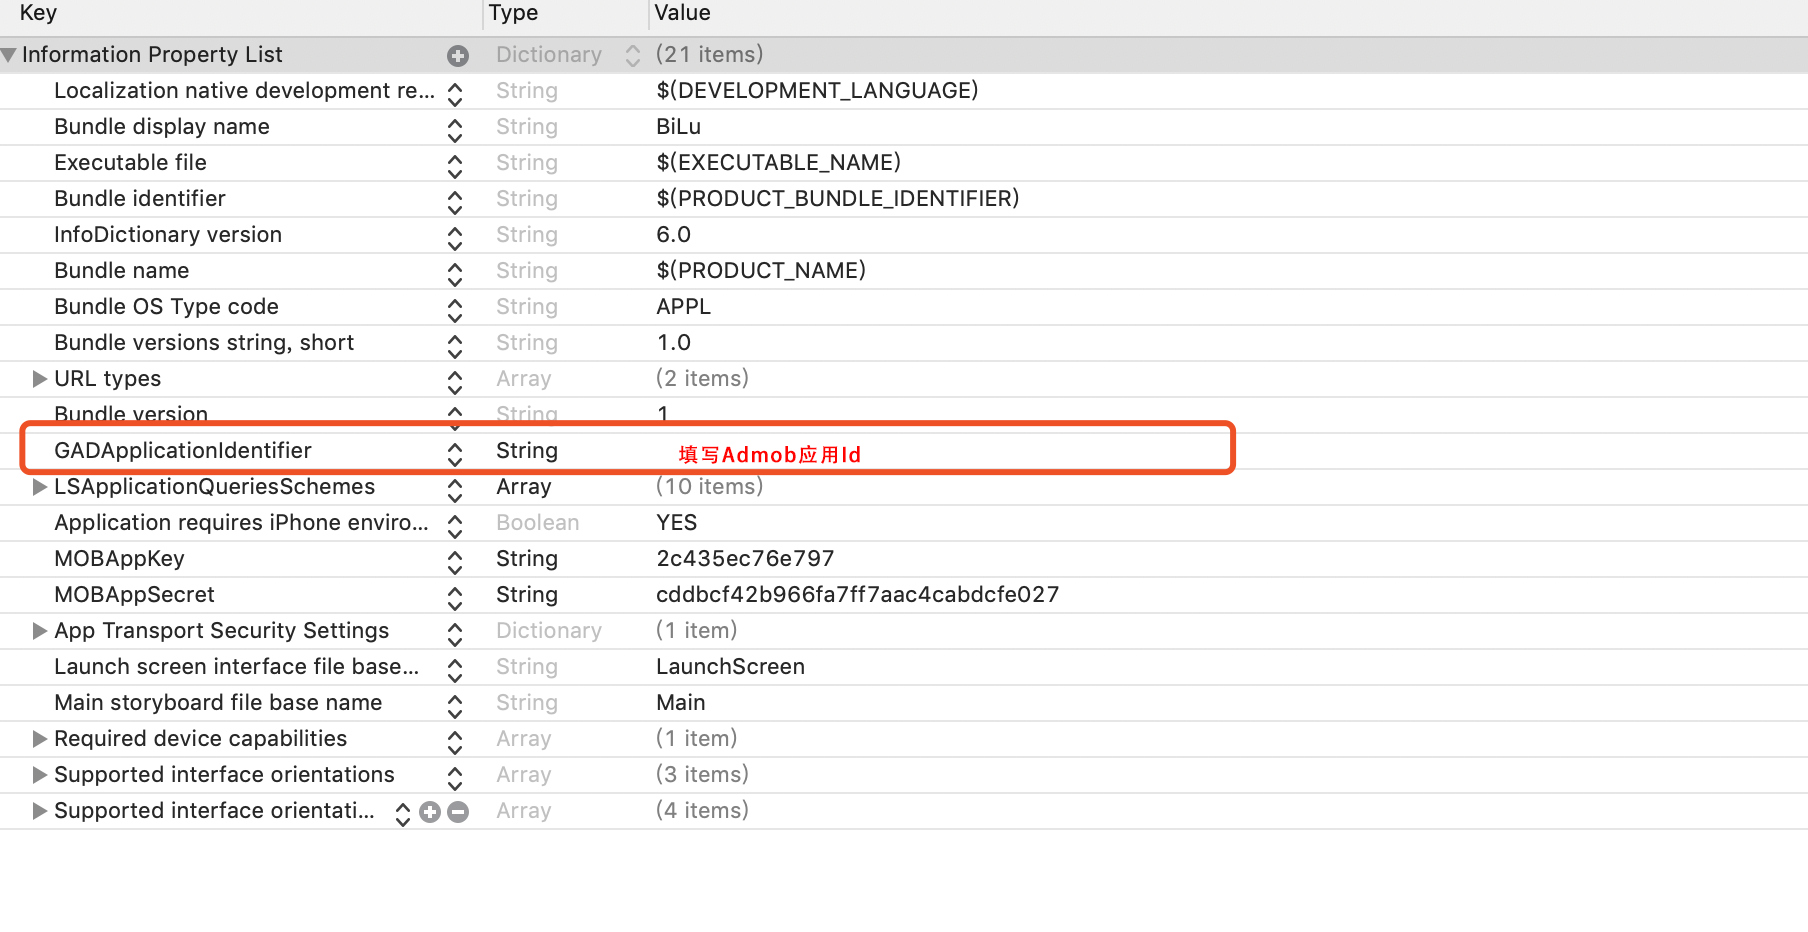 Key Type Value
Information Property List Dictionary (21 items)
Localization native development re... String $(DEVELOPMENT_LANGUAGE)
Bundle display name String BiLu
Executable file String $(EXECUTABLE_NAME)
Bundle identifier String $(PRODUCT_BUNDLE_IDENTIFIER)
InfoDictionary version String 6.0
Bundle name String $(PRODUCT_NAME)
Bundle OS Type code String APPL
Bundle versions string, short String 1.0
URL types Array (2 items)
Bundle version String 1
GADApplicationIdentifier String 填写Admob应用Id
LSApplicationQueriesSchemes Array (10 items)
Application requires iPhone enviro... Boolean YES
MOBAppKey String 2c435ec76e797
MOBAppSecret String cddbcf42b966fa7ff7aac4cabdcfe027
App Transport Security Settings Dictionary (1 item)
Launch screen interface file base... String LaunchScreen
Main storyboard file base name String Main
Required device capabilities Array (1 item)
Supported interface orientations Array (3 items)
Supported interface orientati... Array (4 items)